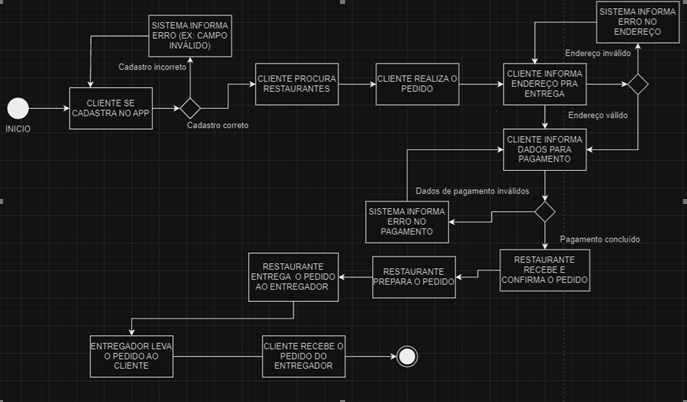 SISTEMA INFORMA
ERRO (EX: CAMPO
INVÁLIDO)
SISTEMA INFORMA
ERRO NO
ENDEREÇO
Cadastro incorreto
Endereço inválido
CLIENTE SE
CADASTRA NO APP
CLIENTE PROCURA
RESTAURANTES
CLIENTE REALIZA O
PEDIDO
CLIENTE INFORMA
ENDEREÇO PRA
ENTREGA
INICIO
Cadastro correto
Endereço válido
CLIENTE INFORMA
DADOS PARA
PAGAMENTO
Dados de pagamento inválidos
SISTEMA INFORMA
ERRO NO
PAGAMENTO
Pagamento concluído
RESTAURANTE
RECEBE E
CONFIRMA O PEDIDO
RESTAURANTE
PREPARA O PEDIDO
RESTAURANTE
ENTREGA O PEDIDO
AO ENTREGADOR
ENTREGADOR LEVA
O PEDIDO AO
CLIENTE
CLIENTE RECEBE O
PEDIDO DO
ENTREGADOR